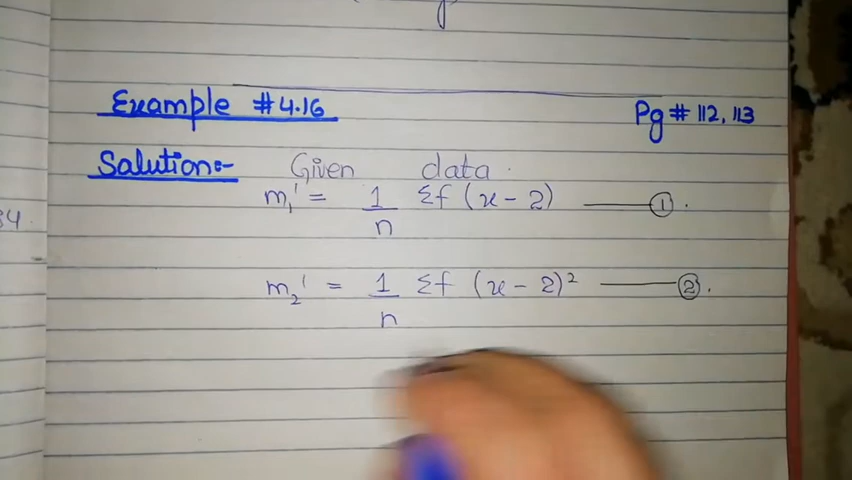 Example #4.16
Pg # 112, 113
Salution:- Given data.
m₁' = 1/n Σf (x - 2) ——— ①.
m₂' = 1/n Σf (x - 2)² ——— ②.